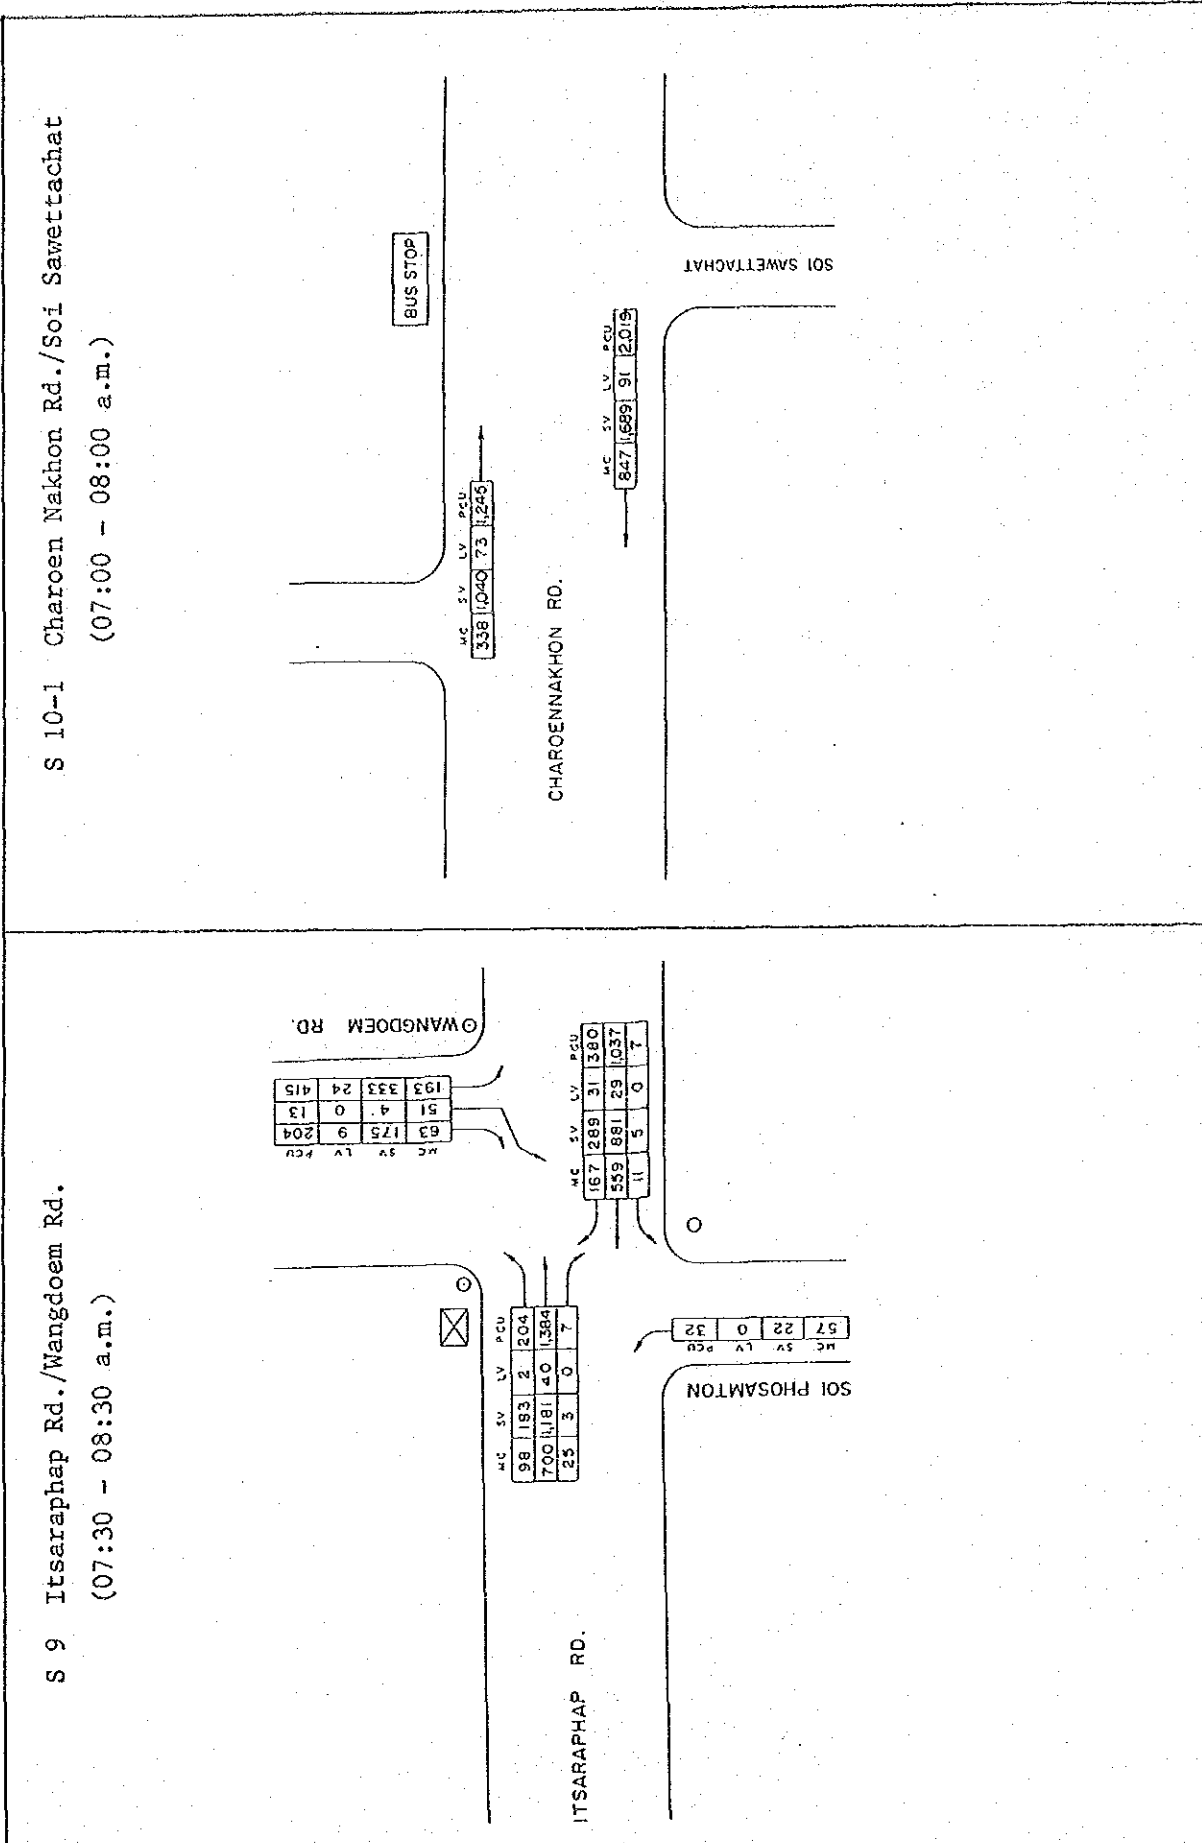 S 9 Itsaraphap Rd./Wangdoem Rd.
(07:30 - 08:30 a.m.)
WANGDOEM RD.
MC SV LV PCU
63 175 9 204
51 4 0 13
193 333 24 415
MC SV LV PCU
98 183 2 204
700 1,181 40 1,384
25 3 0 7
MC SV LV PCU
167 289 31 380
559 881 29 1,037
11 5 0 7
MC SV LV PCU
57 22 0 32
ITSARAPHAP RD.
SOI PHOSAMTON
S 10-1 Charoen Nakhon Rd./Soi Sawettachat
(07:00 - 08:00 a.m.)
BUS STOP
MC SV LV PCU
338 1,040 73 1,245
CHAROENNAKHON RD.
MC SV LV PCU
847 1,689 91 2,019
SOI SAWETTACHAT